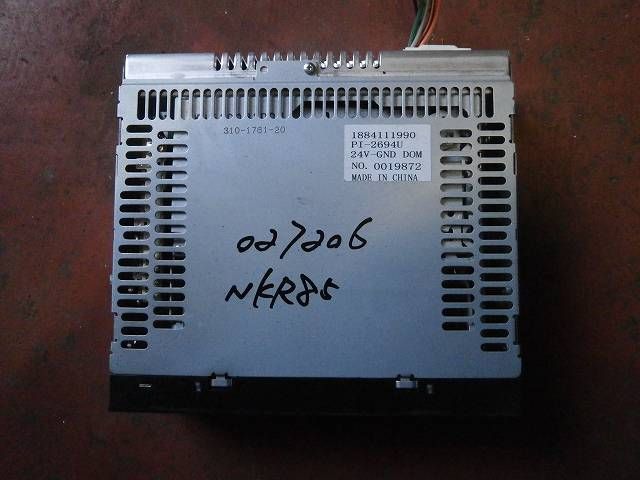 310-1761-20
1884111990
PI-2694U
24V-GND DOM
NO. 0019872
MADE IN CHINA
027206
NKR85